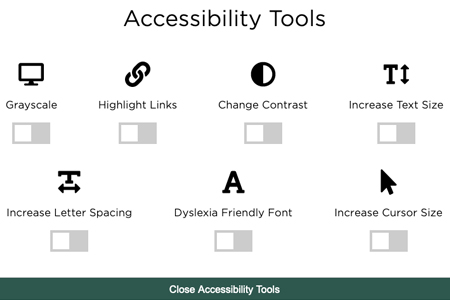 Accessibility Tools
Grayscale
Highlight Links
Change Contrast
Increase Text Size
Increase Letter Spacing
Dyslexia Friendly Font
Increase Cursor Size
Close Accessibility Tools